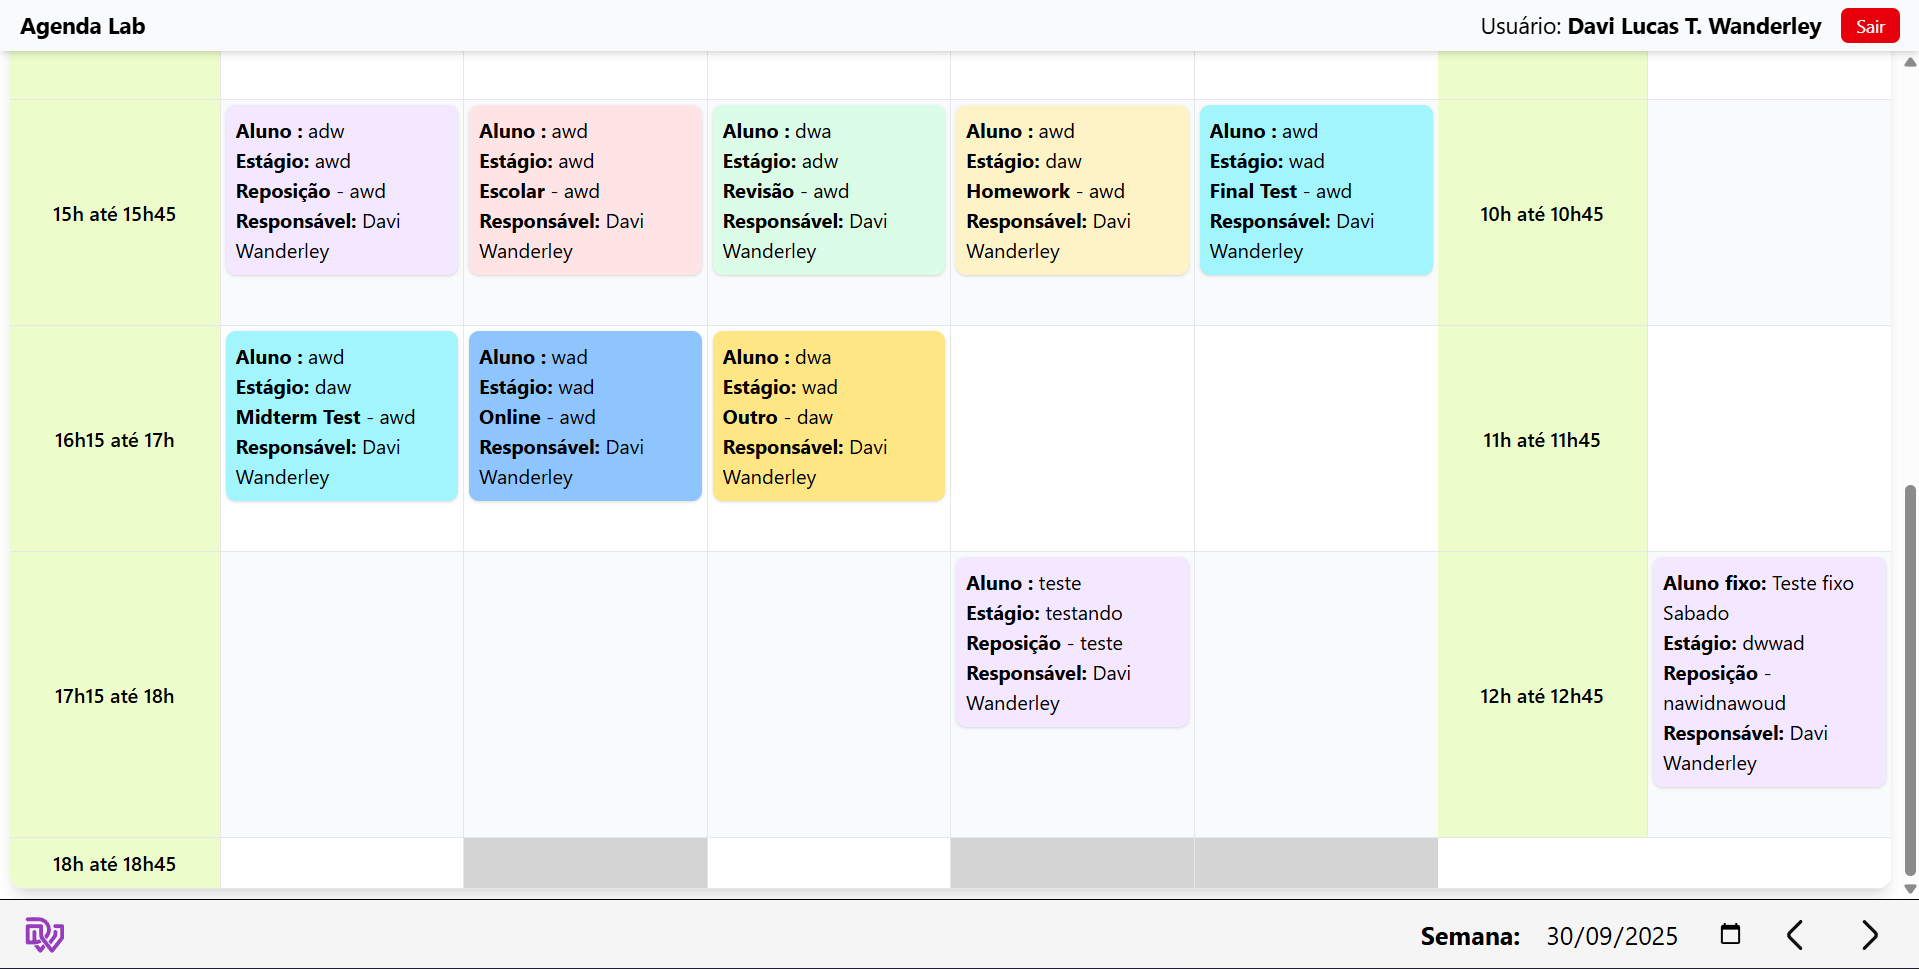 Agenda Lab
Usuário: Davi Lucas T. Wanderley
Sair
15h até 15h45
Aluno : adw
Estágio: awd
Reposição - awd
Responsável: Davi
Wanderley
Aluno : awd
Estágio: awd
Escolar - awd
Responsável: Davi
Wanderley
Aluno : dwa
Estágio: adw
Revisão - awd
Responsável: Davi
Wanderley
Aluno : awd
Estágio: daw
Homework - awd
Responsável: Davi
Wanderley
Aluno : awd
Estágio: wad
Final Test - awd
Responsável: Davi
Wanderley
10h até 10h45
16h15 até 17h
Aluno : awd
Estágio: daw
Midterm Test - awd
Responsável: Davi
Wanderley
Aluno : wad
Estágio: wad
Online - awd
Responsável: Davi
Wanderley
Aluno : dwa
Estágio: wad
Outro - daw
Responsável: Davi
Wanderley
11h até 11h45
17h15 até 18h
Aluno : teste
Estágio: testando
Reposição - teste
Responsável: Davi
Wanderley
12h até 12h45
Aluno fixo: Teste fixo
Sabado
Estágio: dwwad
Reposição -
nawidnawoud
Responsável: Davi
Wanderley
18h até 18h45
Semana: 30/09/2025